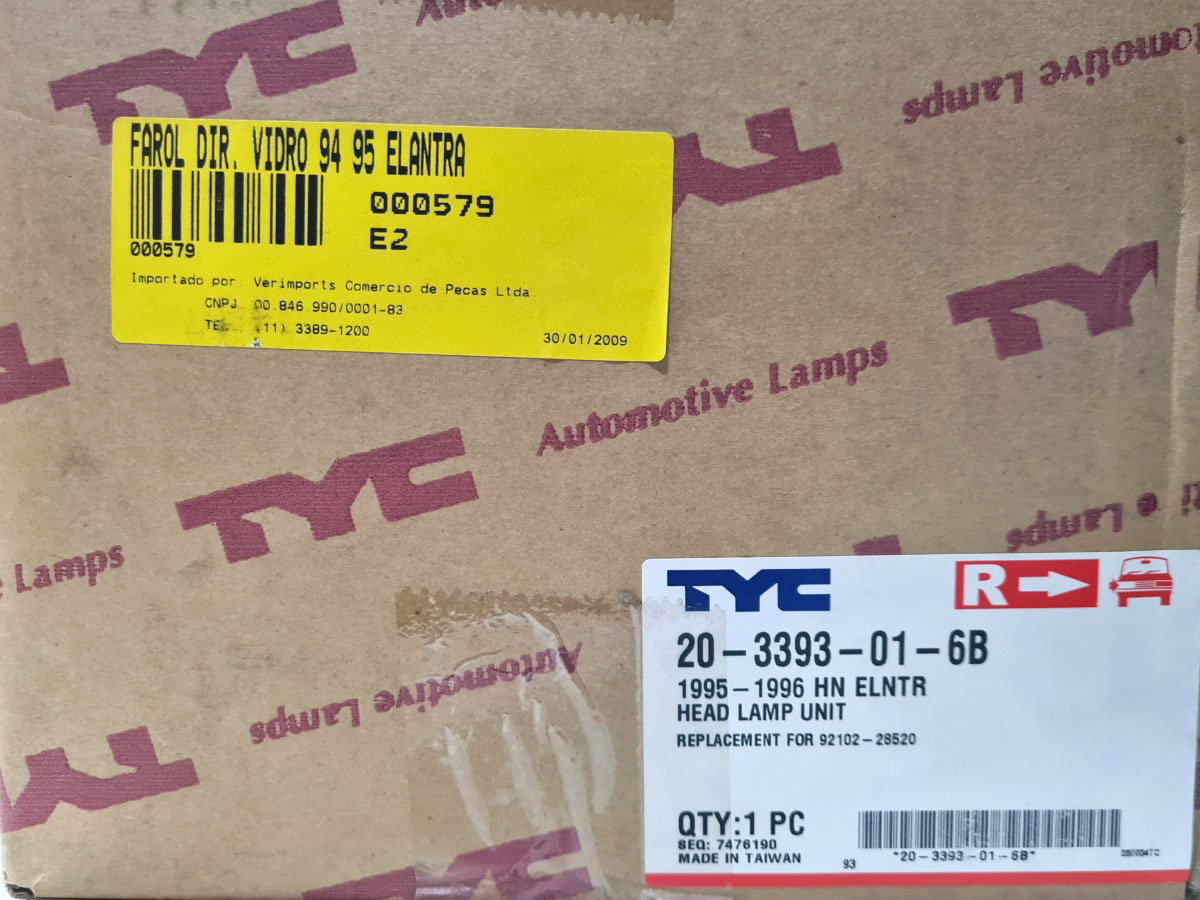 TYC
Auto
Automotive Lamps
FAROL DIR. VIDRO 94 95 ELANTRA
000579
E2
000579
Importado por: Verimports Comercio de Pecas Ltda
CNPJ 00.846.990/0001-83
TEL (11) 3389-1200
30/01/2009
TYC
TYC
Automotive Lamps
TYC
e Lamps
Lamps
Automotive Lamps
TYC
TYC
TYC
R
20-3393-01-6B
1995-1996 HN ELNTR
HEAD LAMP UNIT
REPLACEMENT FOR 92102-28520
QTY:1 PC
SEQ: 7476190
MADE IN TAIWAN
93
*20-3393-01-6B*